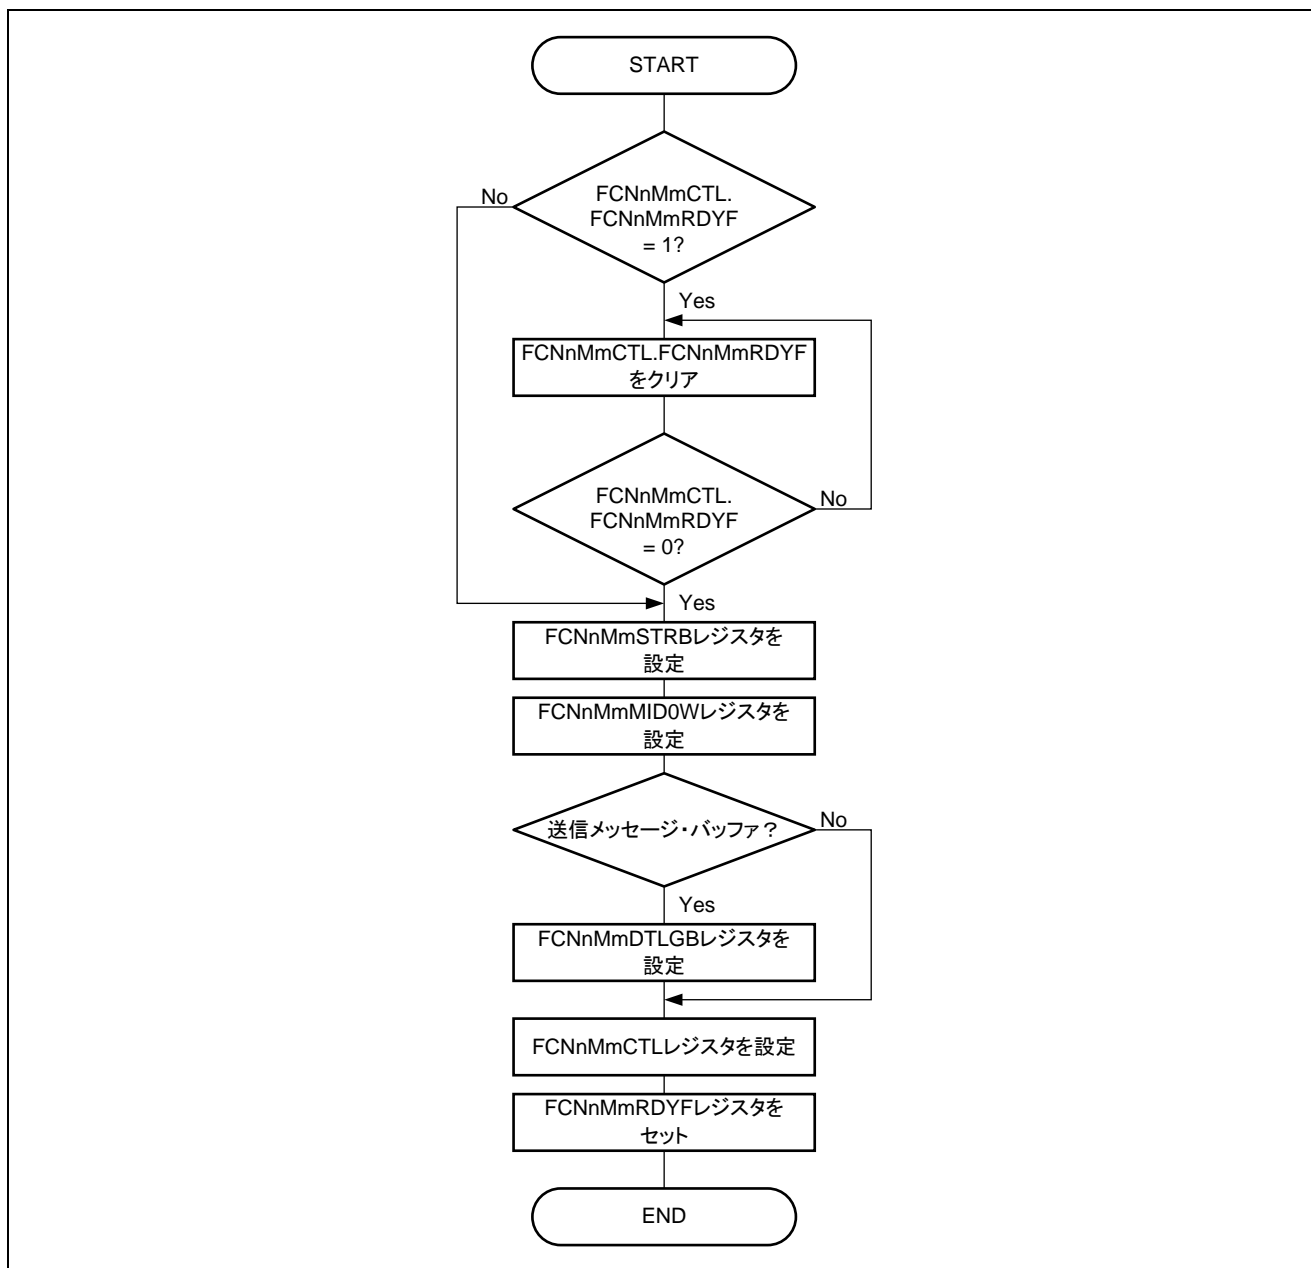 START
FCNnMmCTL.
FCNnMmRDYF
= 1?
No
Yes
FCNnMmCTL.FCNnMmRDYF
をクリア
FCNnMmCTL.
FCNnMmRDYF
= 0?
No
Yes
FCNnMmSTRBレジスタを
設定
FCNnMmMID0Wレジスタを
設定
送信メッセージ・バッファ？
No
Yes
FCNnMmDTLGBレジスタを
設定
FCNnMmCTLレジスタを設定
FCNnMmRDYFレジスタを
セット
END